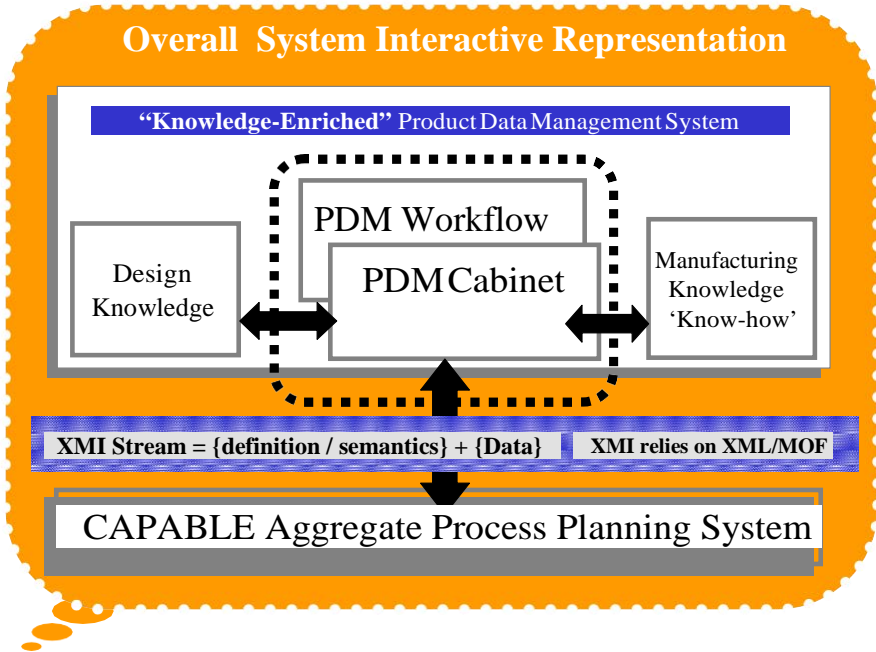 Overall System Interactive Representation
“Knowledge-Enriched” Product Data Management System
PDM Workflow
PDM Cabinet
Design
Knowledge
Manufacturing
Knowledge
‘Know-how’
XMI Stream = {definition / semantics} + {Data}
XMI relies on XML/MOF
CAPABLE Aggregate Process Planning System